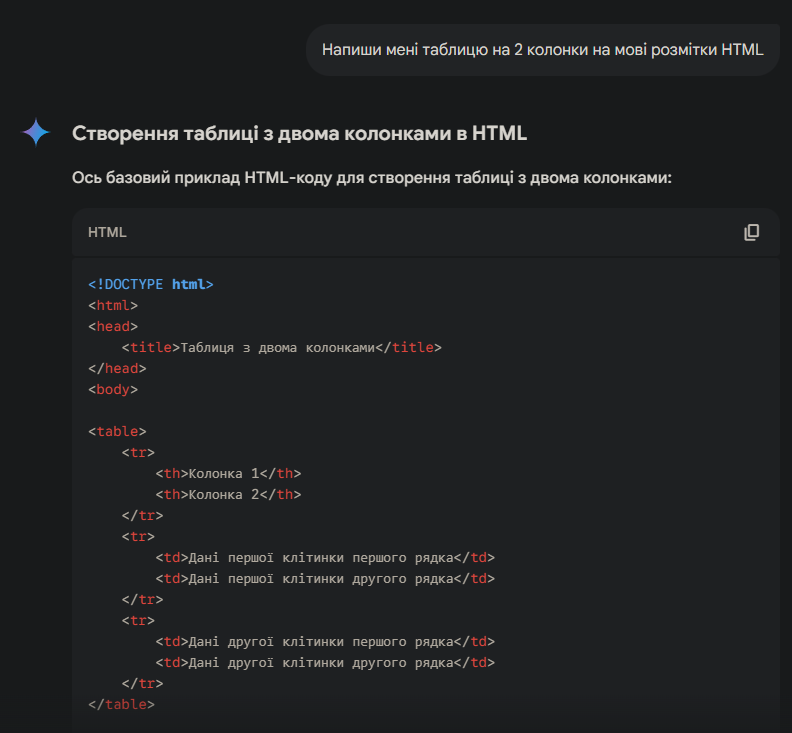 Напиши мені таблицю на 2 колонки на мові розмітки HTML
Створення таблиці з двома колонками в HTML
Ось базовий приклад HTML-коду для створення таблиці з двома колонками:
HTML
<!DOCTYPE html>
<html>
<head>
    <title>Таблиця з двома колонками</title>
</head>
<body>

<table>
    <tr>
        <th>Колонка 1</th>
        <th>Колонка 2</th>
    </tr>
    <tr>
        <td>Дані першої клітинки першого рядка</td>
        <td>Дані першої клітинки другого рядка</td>
    </tr>
    <tr>
        <td>Дані другої клітинки першого рядка</td>
        <td>Дані другої клітинки другого рядка</td>
    </tr>
</table>